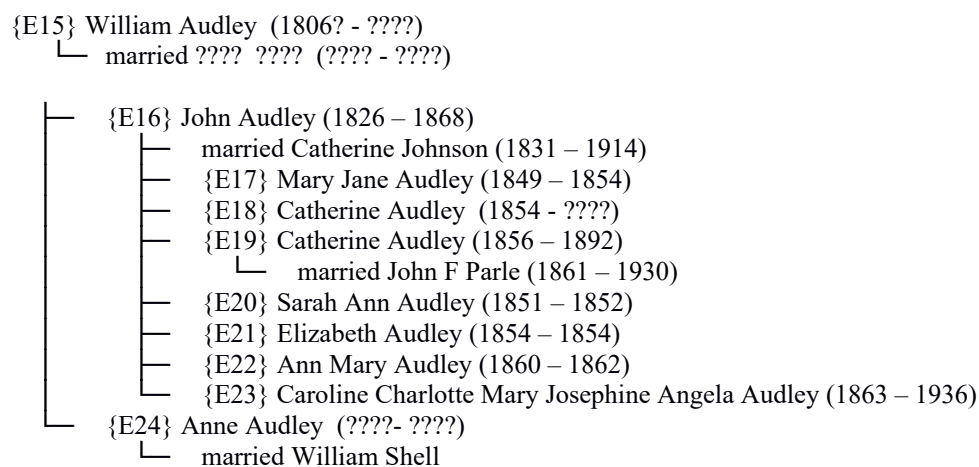 {E15} William Audley (1806? - ????)
married ???? ???? (???? - ????)
{E16} John Audley (1826 – 1868)
married Catherine Johnson (1831 – 1914)
{E17} Mary Jane Audley (1849 – 1854)
{E18} Catherine Audley (1854 - ????)
{E19} Catherine Audley (1856 – 1892)
married John F Parle (1861 – 1930)
{E20} Sarah Ann Audley (1851 – 1852)
{E21} Elizabeth Audley (1854 – 1854)
{E22} Ann Mary Audley (1860 – 1862)
{E23} Caroline Charlotte Mary Josephine Angela Audley (1863 – 1936)
{E24} Anne Audley (????- ????)
married William Shell